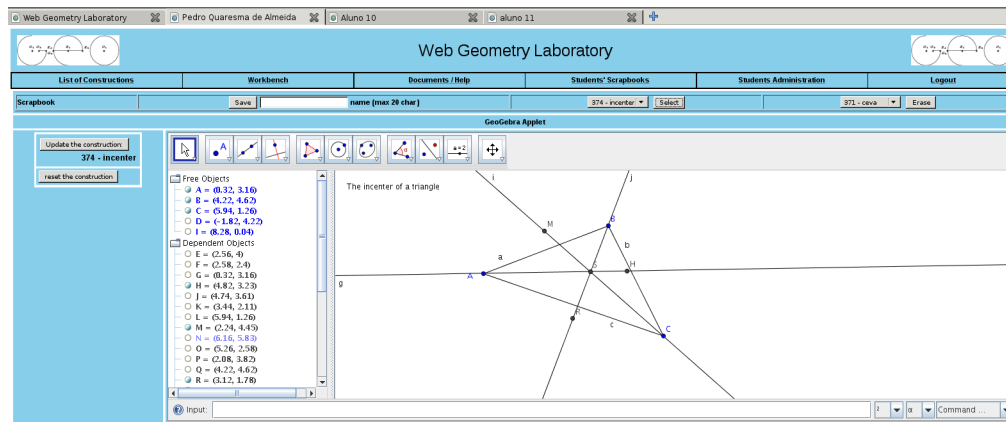 Web Geometry Laboratory Pedro Quaresma de Almeida Aluno 10 aluno 11
Web Geometry Laboratory
List of Constructions Workbench Documents / Help Students' Scrapbooks Students Administration Logout
Scrapbook Save name (max 20 char) 374 - incenter Select 371 - ceva Erase
GeoGebra Applet
Update the construction:
374 - incenter
reset the construction
A
a=2
Free Objects
A = (0.32, 3.16)
B = (4.22, 4.62)
C = (5.94, 1.26)
D = (-1.82, 4.22)
I = (8.28, 0.04)
Dependent Objects
E = (2.56, 4)
F = (2.58, 2.4)
G = (0.32, 3.16)
H = (4.82, 3.23)
J = (4.74, 3.61)
K = (3.44, 2.11)
L = (5.94, 1.26)
M = (2.24, 4.45)
N = (6.16, 5.83)
O = (5.26, 2.58)
P = (2.08, 3.82)
Q = (4.22, 4.62)
R = (3.12, 1.78)
The incenter of a triangle
i
j
M
B
a
b
A
S
H
g
R
c
C
Input:
α
Command ...